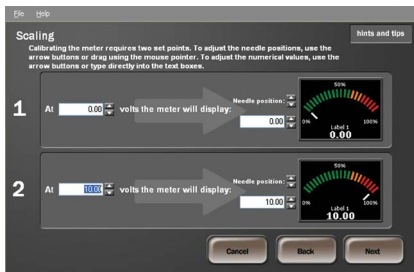 File Help
Scaling
hints and tips
Calibrating the meter requires two set points. To adjust the needle positions, use the
arrow buttons or drag using the mouse pointer. To adjust the numerical values, use the
arrow buttons or type directly into the text boxes.
1 At 0.00 volts the meter will display:
Needle position:
0.00
50%
0% 100%
Label 1
0.00
2 At 10.00 volts the meter will display:
Needle position:
10.00
50%
0% 100%
Label 1
10.00
Cancel Back Next